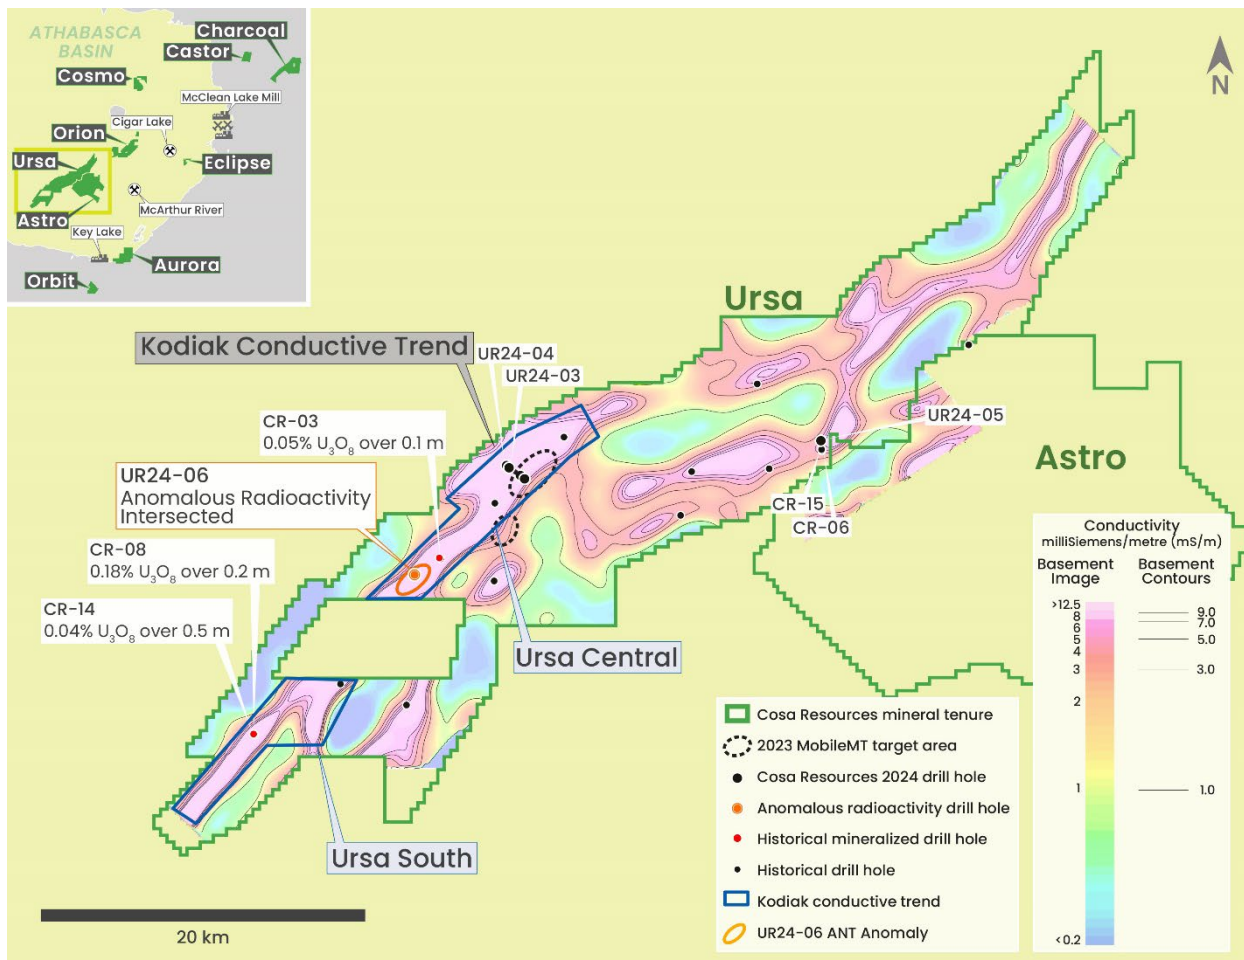 ATHABASCA
BASIN
Charcoal
Castor
Cosmo
McClean Lake Mill
Cigar Lake
Orion
Ursa
Eclipse
Astro
McArthur River
Key Lake
Aurora
Orbit
N
Ursa
Kodiak Conductive Trend
UR24-04
UR24-03
CR-03
0.05% U₃O₈ over 0.1 m
UR24-05
UR24-06
Anomalous Radioactivity
Intersected
Astro
CR-15
CR-06
CR-08
0.18% U₃O₈ over 0.2 m
CR-14
0.04% U₃O₈ over 0.5 m
Ursa Central
Ursa South
20 km
Cosa Resources mineral tenure
2023 MobileMT target area
Cosa Resources 2024 drill hole
Anomalous radioactivity drill hole
Historical mineralized drill hole
Historical drill hole
Kodiak conductive trend
UR24-06 ANT Anomaly
Conductivity
milliSiemens/metre (mS/m)
Basement Image
Basement Contours
>12.5
8
6
5
4
3
2
1
<0.2
9.0
7.0
5.0
3.0
1.0